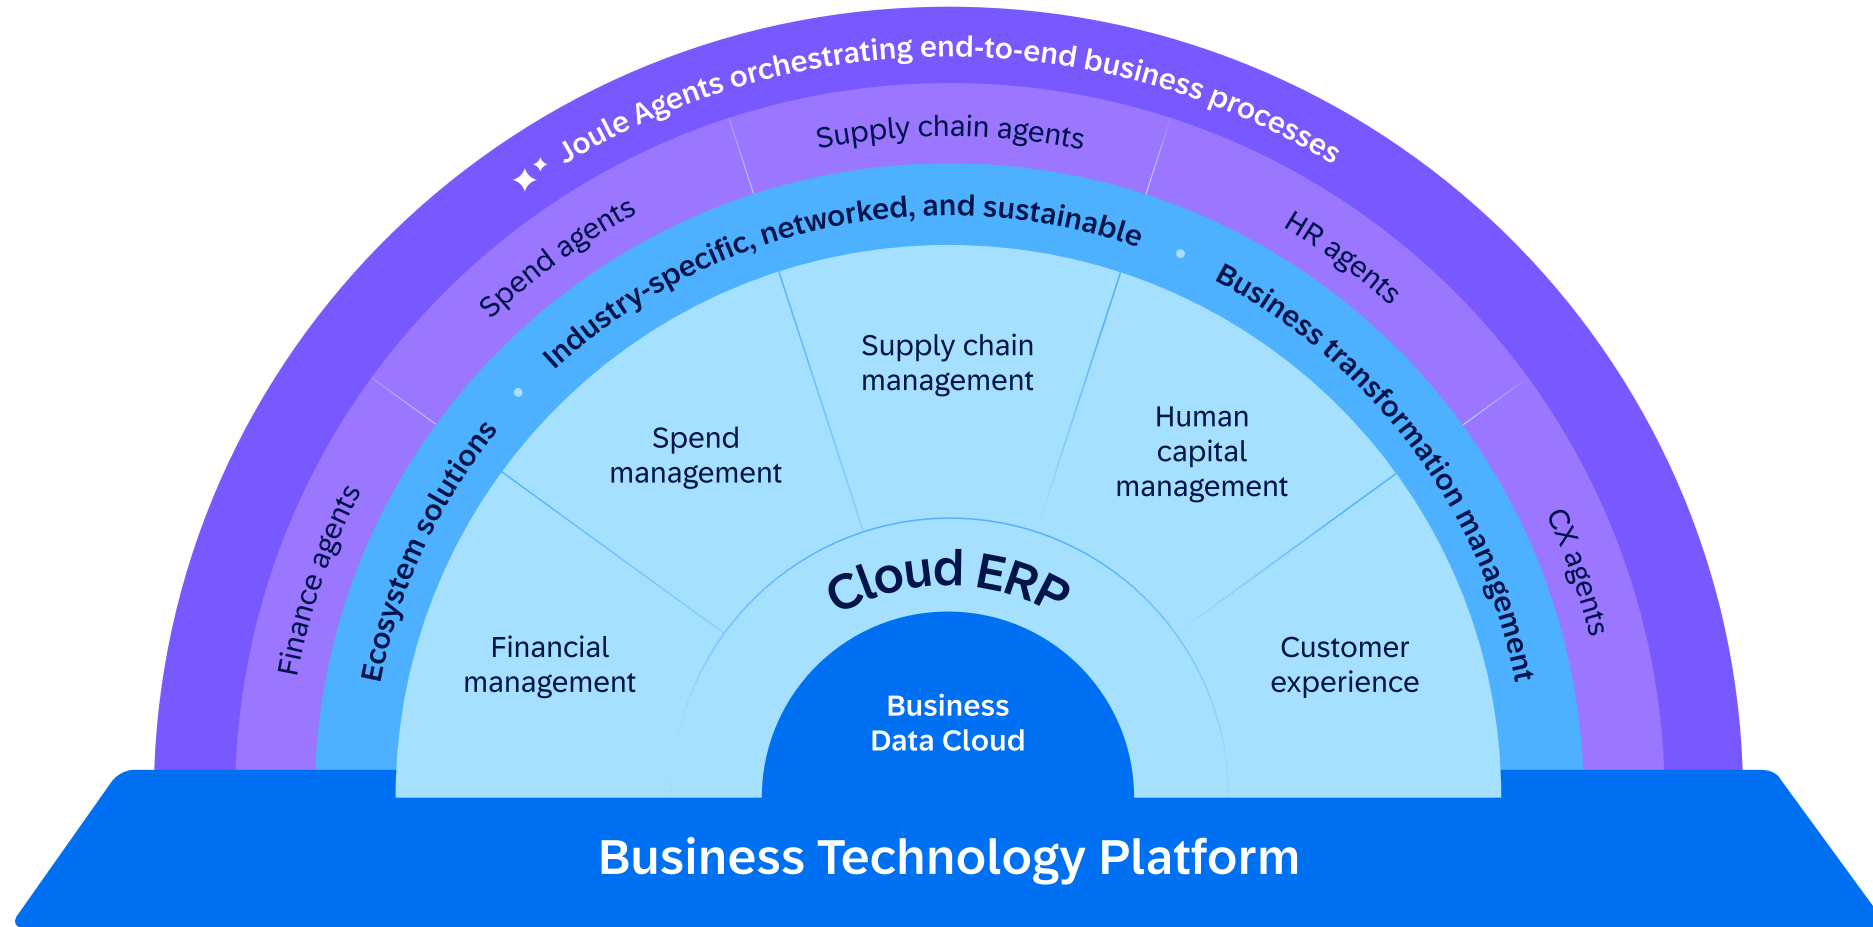 Joule Agents orchestrating end-to-end business processes
Finance agents
Spend agents
Supply chain agents
HR agents
CX agents
Ecosystem solutions
Industry-specific, networked, and sustainable
Business transformation management
Financial
management
Spend
management
Supply chain
management
Human
capital
management
Customer
experience
Cloud ERP
Business
Data Cloud
Business Technology Platform